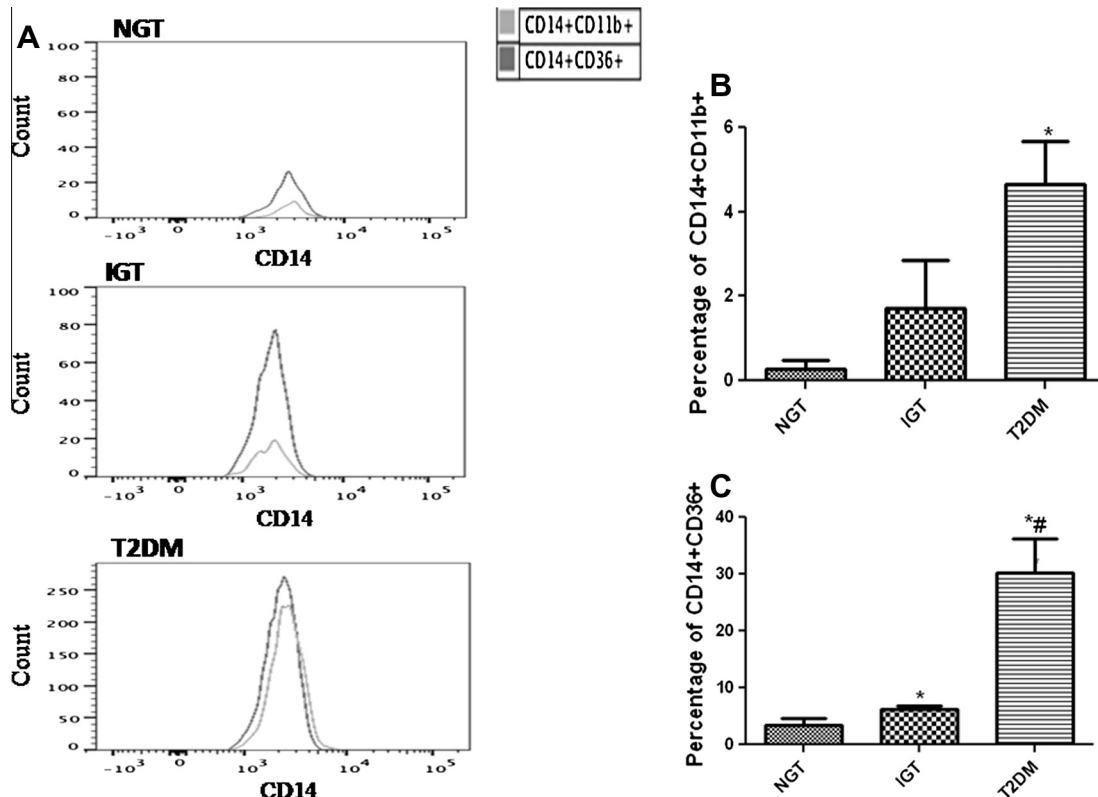 A
NGT
CD14+CD11b+
CD14+CD36+
100
80
60
40
20
0
Count
-10³ 0 10³ 10⁴ 10⁵
CD14
IGT
100
80
60
40
20
0
Count
-10³ 0 10³ 10⁴ 10⁵
CD14
T2DM
250
200
150
100
50
0
Count
-10³ 0 10³ 10⁴ 10⁵
CD14
B
Percentage of CD14+CD11b+
6
4
2
0
*
NGT IGT T2DM
C
Percentage of CD14+CD36+
40
30
20
10
0
*
*#
NGT IGT T2DM